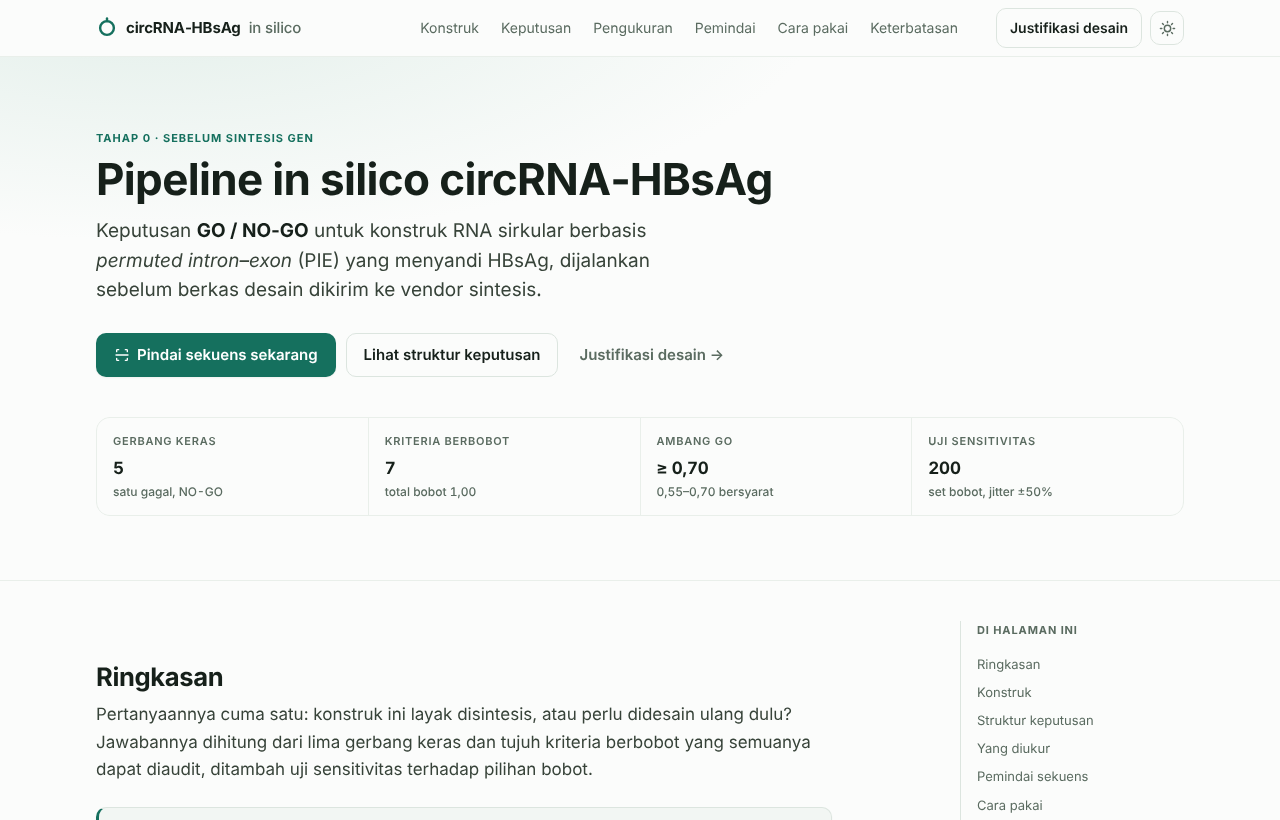 circRNA-HBsAg in silico
Konstruk
Keputusan
Pengukuran
Pemindai
Cara pakai
Keterbatasan
Justifikasi desain
TAHAP 0 · SEBELUM SINTESIS GEN
Pipeline in silico circRNA-HBsAg
Keputusan GO / NO-GO untuk konstruk RNA sirkular berbasis
permuted intron–exon (PIE) yang menyandi HBsAg, dijalankan
sebelum berkas desain dikirim ke vendor sintesis.
Pindai sekuens sekarang
Lihat struktur keputusan
Justifikasi desain →
GERBANG KERAS
5
satu gagal, NO-GO
KRITERIA BERBOBOT
7
total bobot 1,00
AMBANG GO
≥ 0,70
0,55–0,70 bersyarat
UJI SENSITIVITAS
200
set bobot, jitter ±50%
Ringkasan
Pertanyaannya cuma satu: konstruk ini layak disintesis, atau perlu didesain ulang dulu?
Jawabannya dihitung dari lima gerbang keras dan tujuh kriteria berbobot yang semuanya
dapat diaudit, ditambah uji sensitivitas terhadap pilihan bobot.
DI HALAMAN INI
Ringkasan
Konstruk
Struktur keputusan
Yang diukur
Pemindai sekuens
Cara pakai